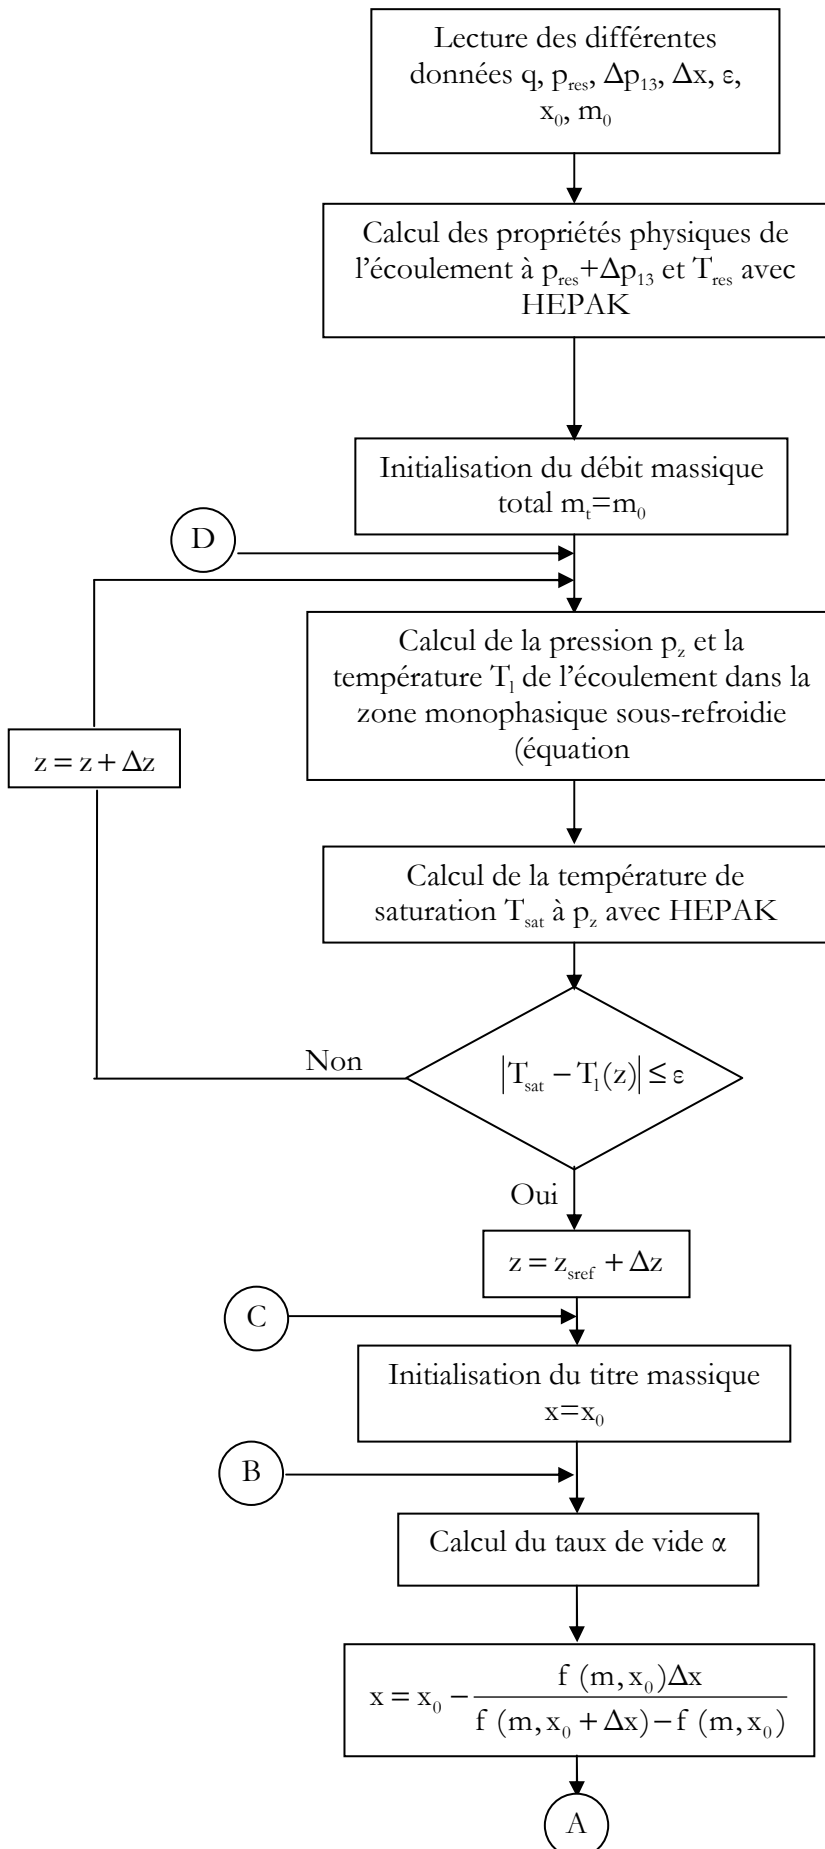 Lecture des différentes
données q, p_res, Δp_13, Δx, ε,
x_0, m_0
Calcul des propriétés physiques de
l'écoulement à p_res+Δp_13 et T_res avec
HEPAK
Initialisation du débit massique
total m_t=m_0
D
Calcul de la pression p_z et la
température T_l de l'écoulement dans la
zone monophasique sous-refroidie
(équation
z = z + Δz
Calcul de la température de
saturation T_sat à p_z avec HEPAK
Non
|T_sat − T_l(z)| ≤ ε
Oui
z = z_sref + Δz
C
Initialisation du titre massique
x=x_0
B
Calcul du taux de vide α
x = x_0 − f (m, x_0)Δx / f (m, x_0 + Δx) − f (m, x_0)
A